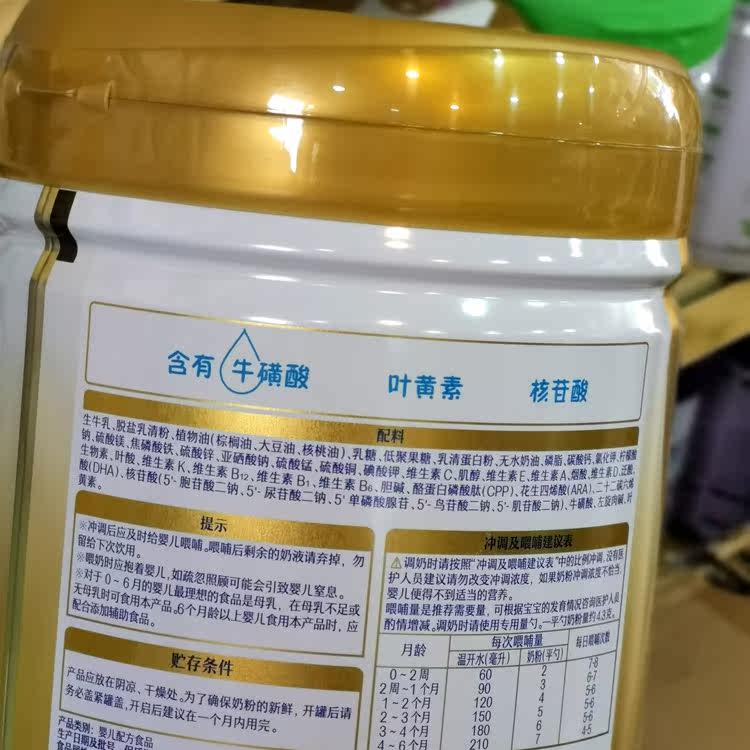 含有 牛磺酸 叶黄素 核苷酸
配料
生牛乳、脱盐乳清粉、植物油(棕榈油、大豆油、核桃油)、乳糖、低聚果糖、乳清蛋白粉、无水奶油、磷脂、碳酸钙、氯化钾、柠檬酸
钠、硫酸镁、焦磷酸铁、硫酸锌、亚硒酸钠、硫酸锰、硫酸铜、碘酸钾、维生素C、肌醇、维生素E、维生素A、烟酸、维生素D、泛酸、
生物素、叶酸、维生素K、维生素B₁₂、维生素B₁、维生素B₆、胆碱、酪蛋白磷酸肽(CPP)、花生四烯酸(ARA)、二十二碳六烯
酸(DHA)、核苷酸(5'-胞苷酸二钠、5'-尿苷酸二钠、5'单磷酸腺苷、5'-鸟苷酸二钠、5'-肌苷酸二钠)、牛磺酸、左旋肉碱、叶
黄素。
提示
※冲调后应及时给婴儿喂哺。喂哺后剩余的奶液请弃掉，勿
留给下次饮用。
※喂奶时应抱着婴儿,如疏忽照顾可能会引致婴儿窒息。
※对于0～6月的婴儿最理想的食品是母乳，在母乳不足或
无母乳时可食用本产品。6个月龄以上婴儿食用本产品时，应
配合添加辅助食品。
贮存条件
产品应放在阴凉、干燥处。为了确保奶粉的新鲜，开罐后请
务必盖紧罐盖,开启后建议在一个月内用完。
产品类别：婴儿配方食品
生产日期及批号
冲调及喂哺建议表
⚠调奶时请按照“冲调及喂哺建议表”中的比例冲调,没有医
护人员建议请勿改变冲调浓度，如果奶粉冲调浓度不恰当,
婴儿便得不到适当的营养。
喂哺量是推荐需要量,可根据宝宝的发育情况咨询医护人员
酌情增减。调奶时请使用专用量勺。一平勺奶粉量约4.3克。
月龄 每次喂哺量 每日喂哺次数
温开水(毫升) 奶粉(平勺)
0～2周 60 2 7-8
2周～1个月 90 3 6-7
1～2个月 120 4 5-6
2～3个月 150 5 5-6
3～4个月 180 6 5-6
4～6个月 210 7 4-5